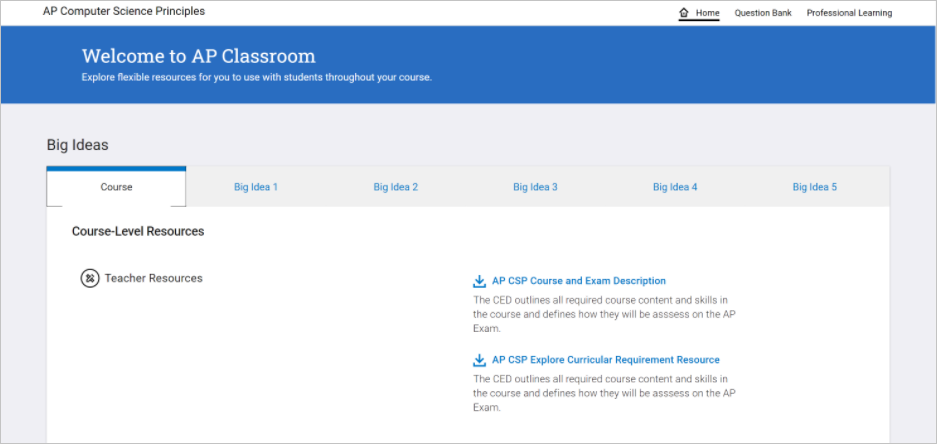 AP Computer Science Principles
Home Question Bank Professional Learning
Welcome to AP Classroom
Explore flexible resources for you to use with students throughout your course.
Big Ideas
Course Big Idea 1 Big Idea 2 Big Idea 3 Big Idea 4 Big Idea 5
Course-Level Resources
Teacher Resources
AP CSP Course and Exam Description
The CED outlines all required course content and skills in
the course and defines how they will be asssess on the AP
Exam.
AP CSP Explore Curricular Requirement Resource
The CED outlines all required course content and skills in
the course and defines how they will be asssess on the AP
Exam.